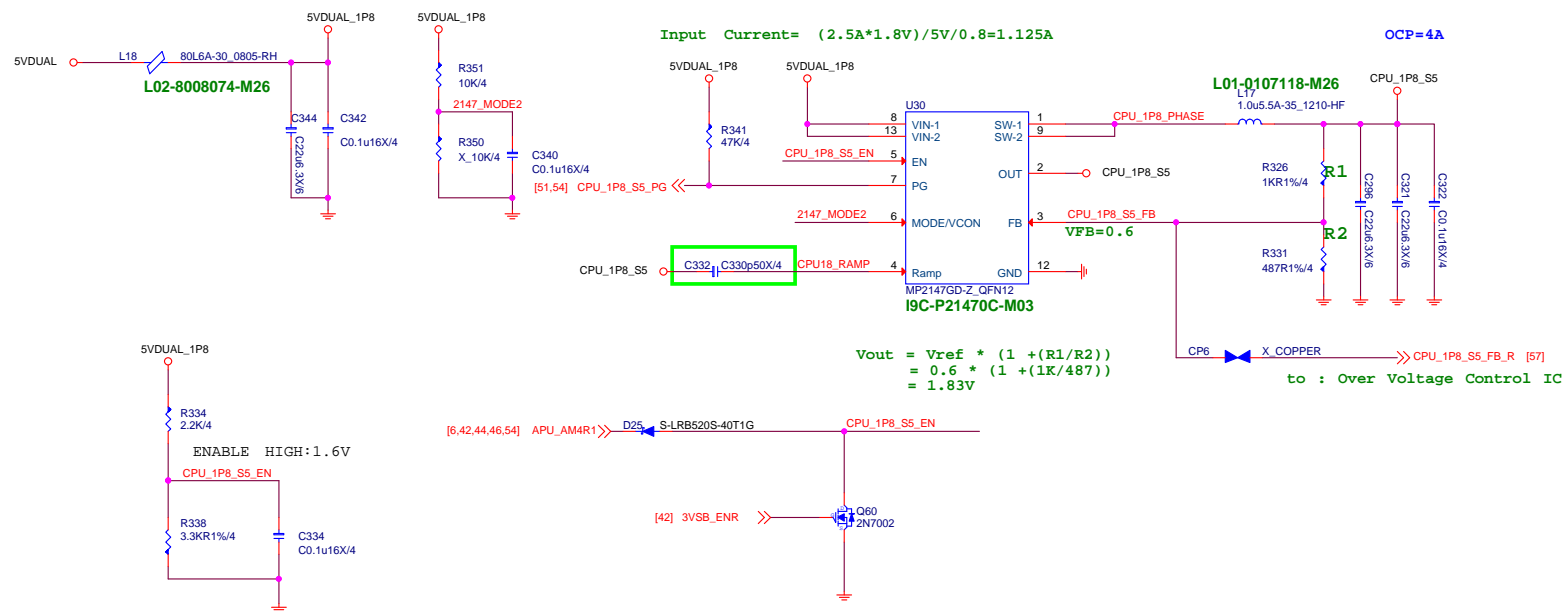 5VDUAL_1P8
5VDUAL
L18
80L6A-30_0805-RH
L02-8008074-M26
C344
C22u6.3X/6
C342
C0.1u16X/4
5VDUAL_1P8
R351
10K/4
2147_MODE2
R350
X_10K/4
C340
C0.1u16X/4
Input Current= (2.5A*1.8V)/5V/0.8=1.125A
OCP=4A
5VDUAL_1P8
5VDUAL_1P8
R341
47K/4
CPU_1P8_S5_EN
[51,54] CPU_1P8_S5_PG
2147_MODE2
CPU_1P8_S5
C332
C330p50X/4
CPU18_RAMP
U30
8 VIN-1
13 VIN-2
5 EN
7 PG
6 MODE/VCON
4 Ramp
SW-1 1
SW-2 9
OUT 2
FB 3
GND 12
MP2147GD-Z_QFN12
I9C-P21470C-M03
L01-0107118-M26
L17
1.0u5.5A-35_1210-HF
CPU_1P8_PHASE
CPU_1P8_S5
CPU_1P8_S5
CPU_1P8_S5_FB
VFB=0.6
R326
1KR1%/4
R1
R2
R331
487R1%/4
C296
C22u6.3X/6
C321
C22u6.3X/6
C322
C0.1u16X/4
CP6
X_COPPER
CPU_1P8_S5_FB_R [57]
to : Over Voltage Control IC
Vout = Vref * (1 +(R1/R2))
= 0.6 * (1 +(1K/487))
= 1.83V
5VDUAL_1P8
R334
2.2K/4
ENABLE HIGH:1.6V
CPU_1P8_S5_EN
R338
3.3KR1%/4
C334
C0.1u16X/4
[6,42,44,46,54] APU_AM4R1
D25
S-LRB520S-40T1G
CPU_1P8_S5_EN
[42] 3VSB_ENR
Q60
2N7002